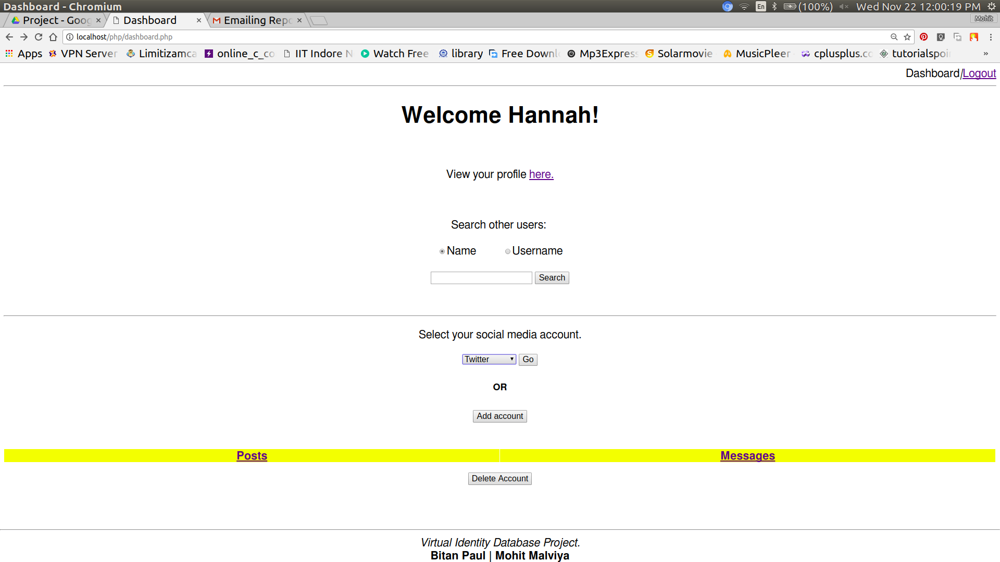 Dashboard - Chromium
En (100%) Wed Nov 22 12:00:19 PM
Project - Goog Dashboard Emailing Repo Mohit
localhost/php/dashboard.php
Apps VPN Server Limitizamca online_c_co IIT Indore N Watch Free library Free Downl Mp3Express Solarmovie MusicPleer cplusplus.co tutorialspoin »
Dashboard/Logout
Welcome Hannah!
View your profile here.
Search other users:
Name Username
Search
Select your social media account.
Twitter Go
OR
Add account
Posts Messages
Delete Account
Virtual Identity Database Project.
Bitan Paul | Mohit Malviya